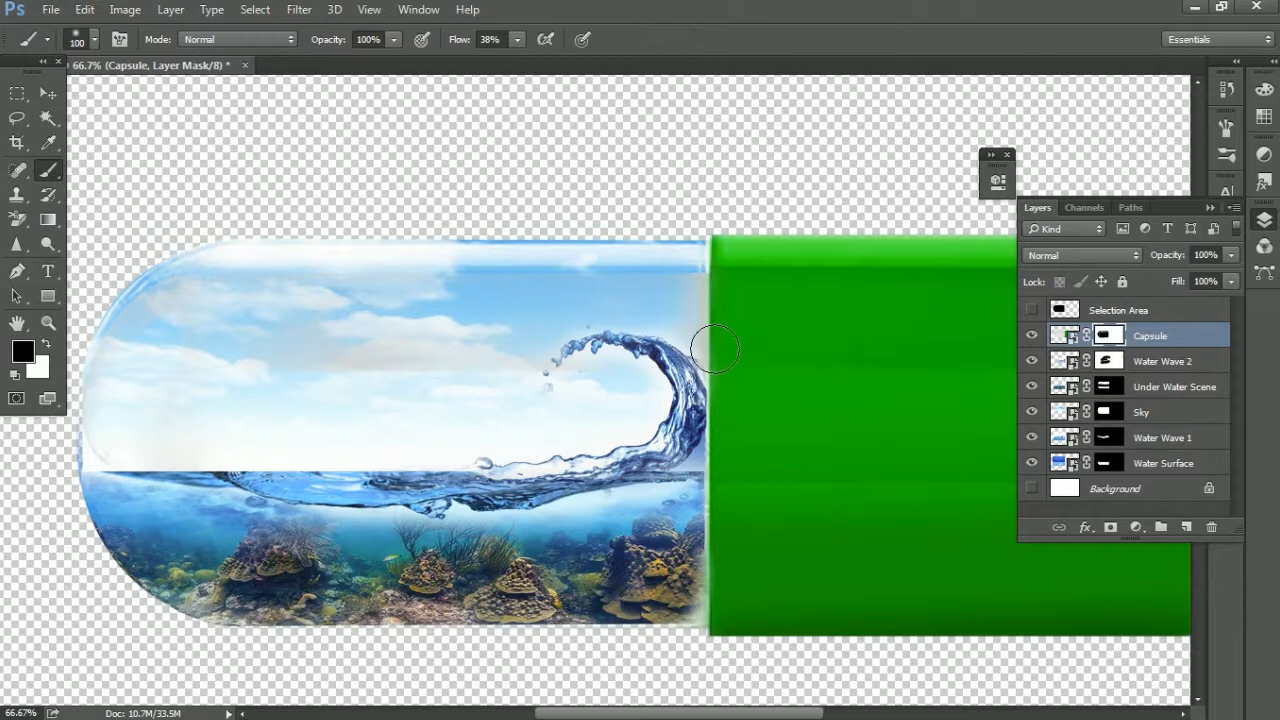 Ps File Edit Image Layer Type Select Filter 3D View Window Help
100 Mode: Normal Opacity: 100% Flow: 38% Essentials
66.7% (Capsule, Layer Mask/8) * ×
Layers Channels Paths
Kind
Normal Opacity: 100%
Lock: Fill: 100%
Selection Area
Capsule
Water Wave 2
Under Water Scene
Sky
Water Wave 1
Water Surface
Background
fx
66.67% Doc: 10.7M/33.5M